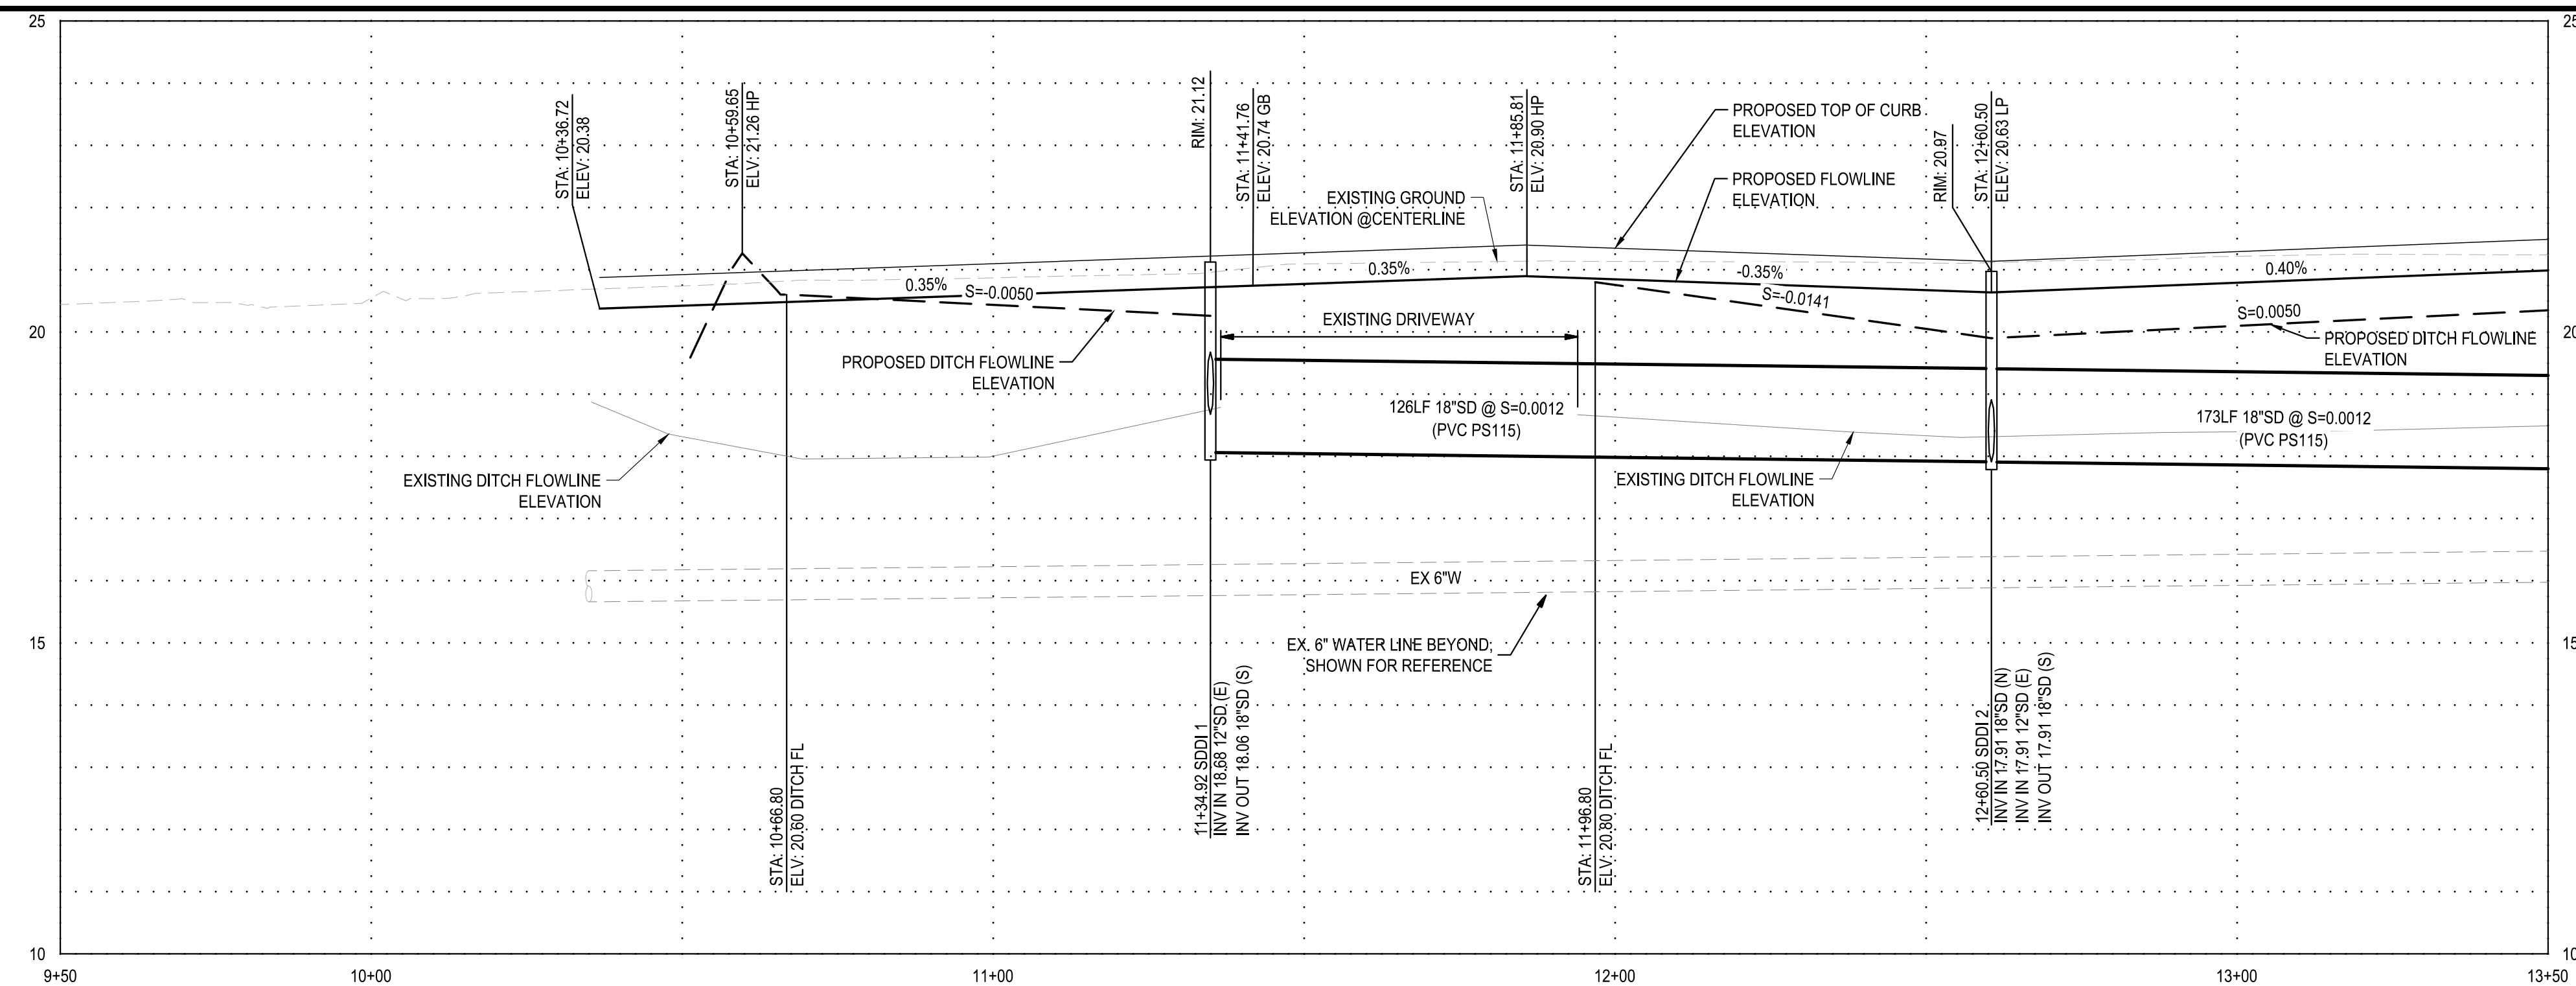 25
25
STA: 10+36.72
ELEV: 20.38
STA: 10+59.65
ELV: 21.26 HP
RIM: 21.12
STA: 11+41.76
ELEV: 20.74 GB
STA: 11+85.81
ELV: 20.90 HP
PROPOSED TOP OF CURB
ELEVATION
RIM: 20.97
STA: 12+60.50
ELEV: 20.63 LP
EXISTING GROUND
ELEVATION @CENTERLINE
PROPOSED FLOWLINE
ELEVATION
0.35%
S=-0.0050
0.35%
-0.35%
S=-0.0141
0.40%
S=0.0050
20
20
EXISTING DRIVEWAY
PROPOSED DITCH FLOWLINE
ELEVATION
PROPOSED DITCH FLOWLINE
ELEVATION
126LF 18"SD @ S=0.0012
(PVC PS115)
173LF 18"SD @ S=0.0012
(PVC PS115)
EXISTING DITCH FLOWLINE
ELEVATION
EXISTING DITCH FLOWLINE
ELEVATION
EX 6"W
15
15
EX. 6" WATER LINE BEYOND;
SHOWN FOR REFERENCE
STA: 10+66.80
ELV: 20.60 DITCH FL
11+34.92 SDDI 1
INV IN 18.68 12"SD (E)
INV OUT 18.06 18"SD (S)
STA: 11+96.80
ELV: 20.80 DITCH FL
12+60.50 SDDI 2
INV IN 17.91 18"SD (N)
INV IN 17.91 12"SD (E)
INV OUT 17.91 18"SD (S)
10
10
9+50
10+00
11+00
12+00
13+00
13+50